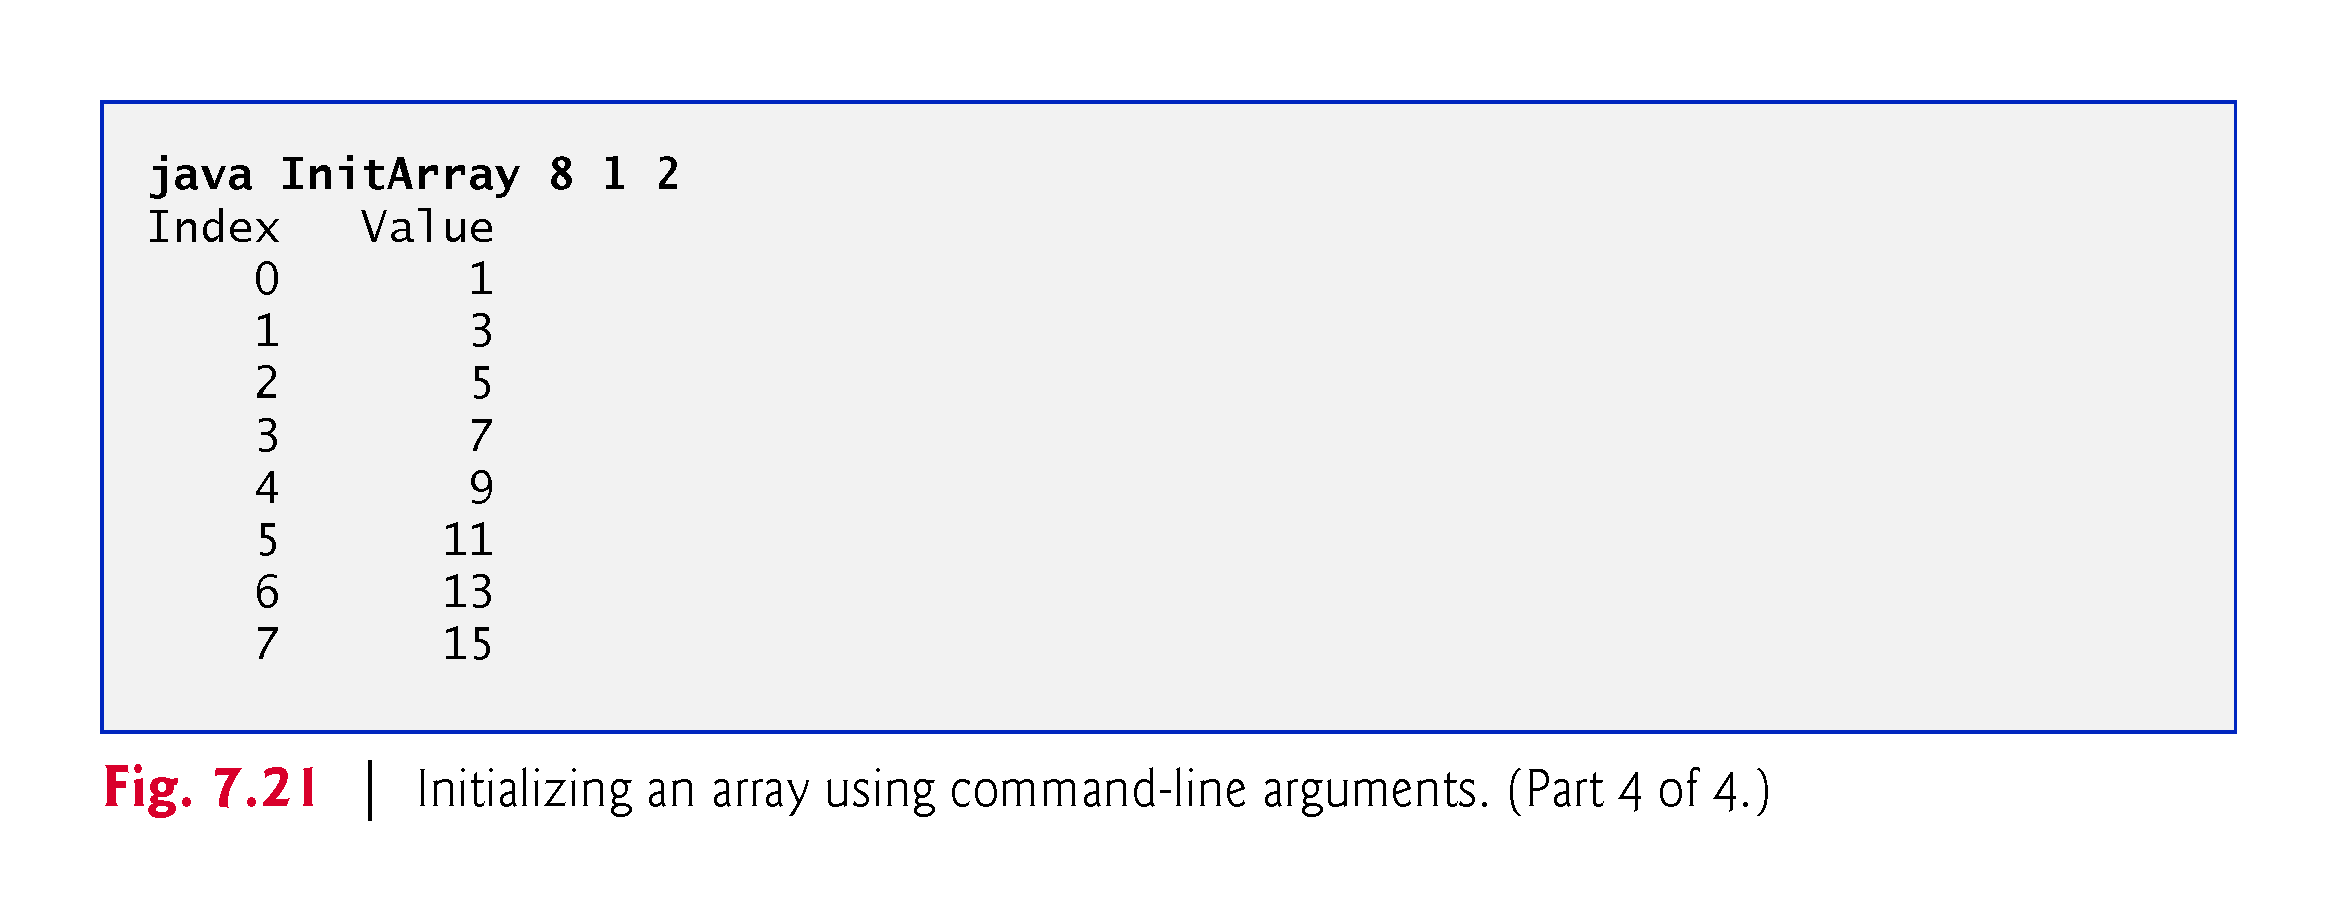 java InitArray 8 1 2
Index   Value
    0       1
    1       3
    2       5
    3       7
    4       9
    5      11
    6      13
    7      15
Fig. 7.21 | Initializing an array using command-line arguments. (Part 4 of 4.)